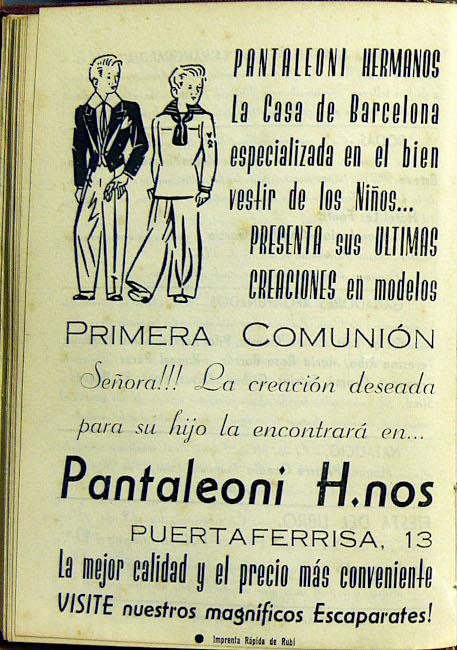 PANTALEONI HERMANOS
La Casa de Barcelona
especializada en el bien
vestir de los Niños...
PRESENTA sus ULTIMAS
CREACIONES en modelos
PRIMERA COMUNIÓN
Señora!!! La creación deseada
para su hijo la encontrará en...
Pantaleoni H.nos
PUERTAFERRISA, 13
La mejor calidad y el precio más conveniente
VISITE nuestros magníficos Escaparates!
Imprenta Rápida de Rubí